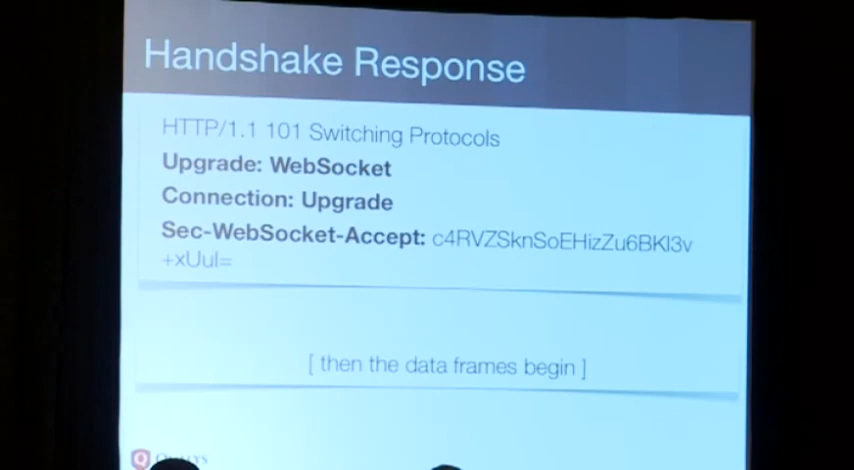 Handshake Response
HTTP/1.1 101 Switching Protocols
Upgrade: WebSocket
Connection: Upgrade
Sec-WebSocket-Accept: c4RVZSknSoEHizZu6BKl3v
+xUuI=
[ then the data frames begin ]